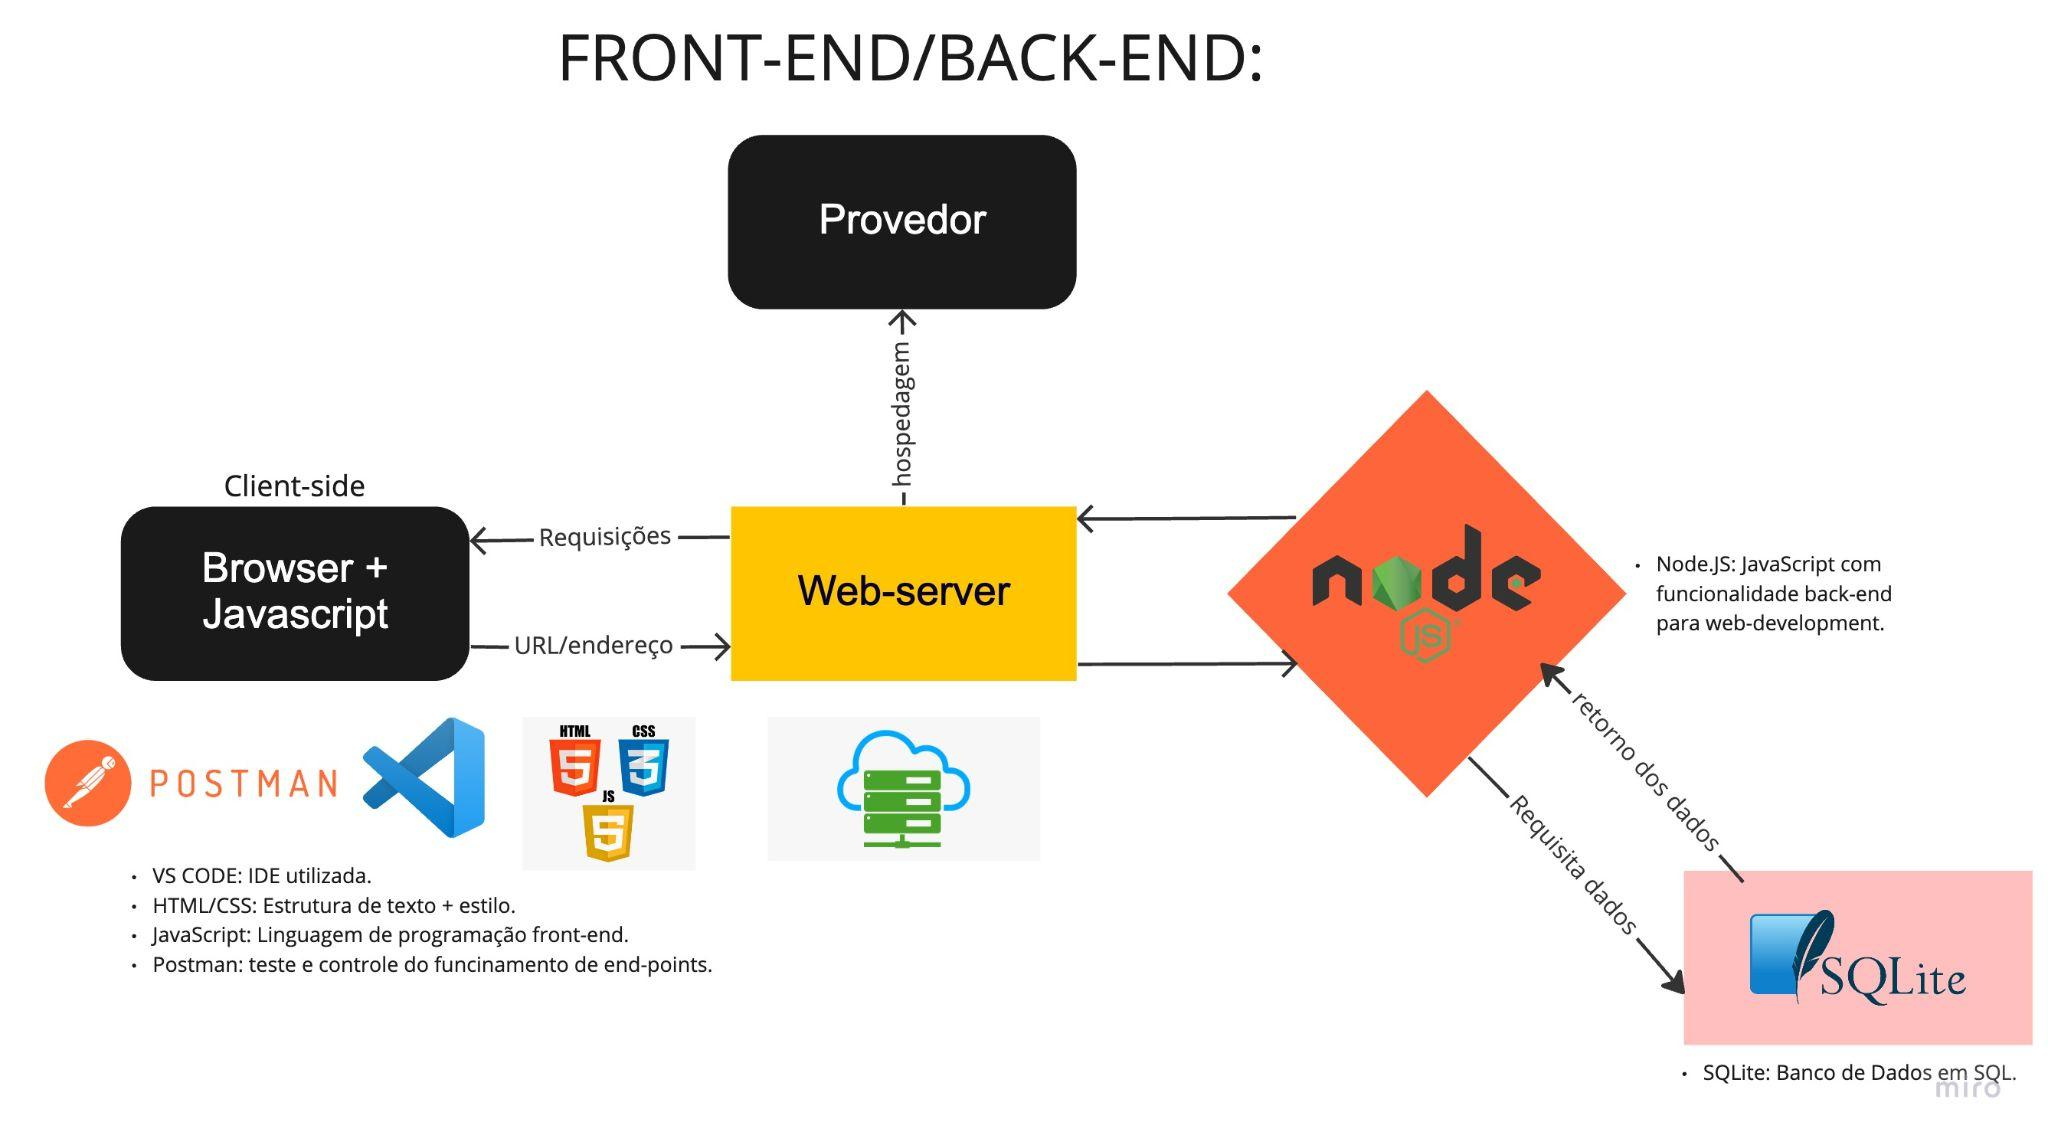 FRONT-END/BACK-END:
Provedor
hospedagem
Client-side
Browser +
Javascript
Requisições
URL/endereço
Web-server
node
JS
Node.JS: JavaScript com
funcionalidade back-end
para web-development.
retorno dos dados
Requisita dados
POSTMAN
HTML
5
CSS
3
JS
5
VS CODE: IDE utilizada.
HTML/CSS: Estrutura de texto + estilo.
JavaScript: Linguagem de programação front-end.
Postman: teste e controle do funcinamento de end-points.
SQLite
SQLite: Banco de Dados em SQL.
miro